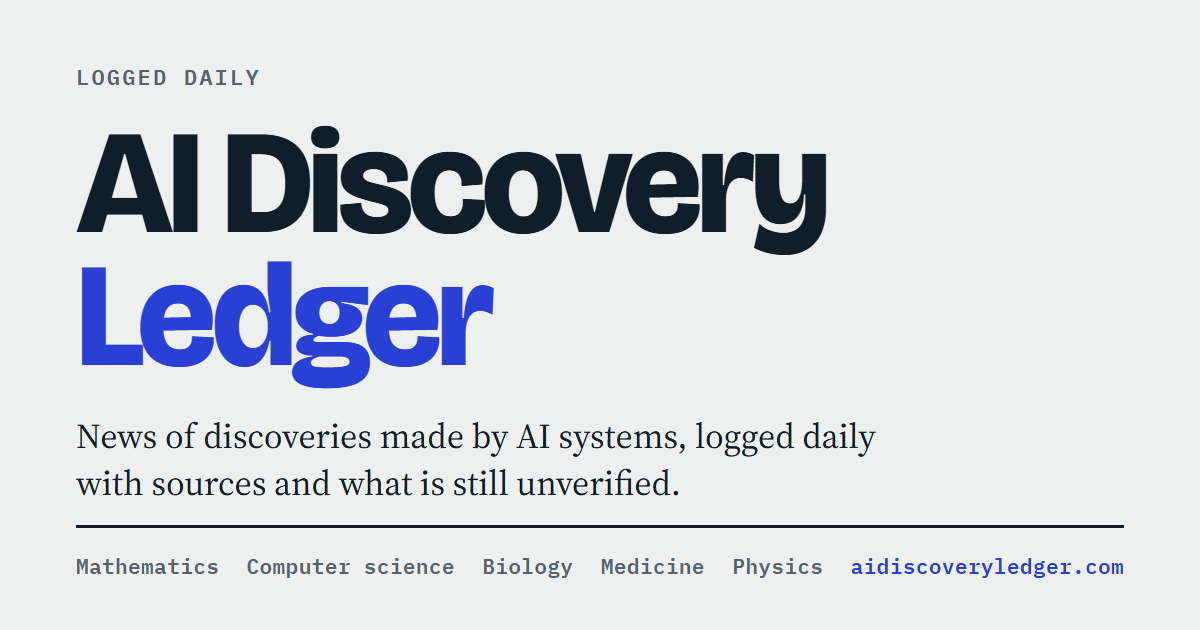 LOGGED DAILY
AI Discovery
Ledger
News of discoveries made by AI systems, logged daily
with sources and what is still unverified.
Mathematics Computer science Biology Medicine Physics aidiscoveryledger.com